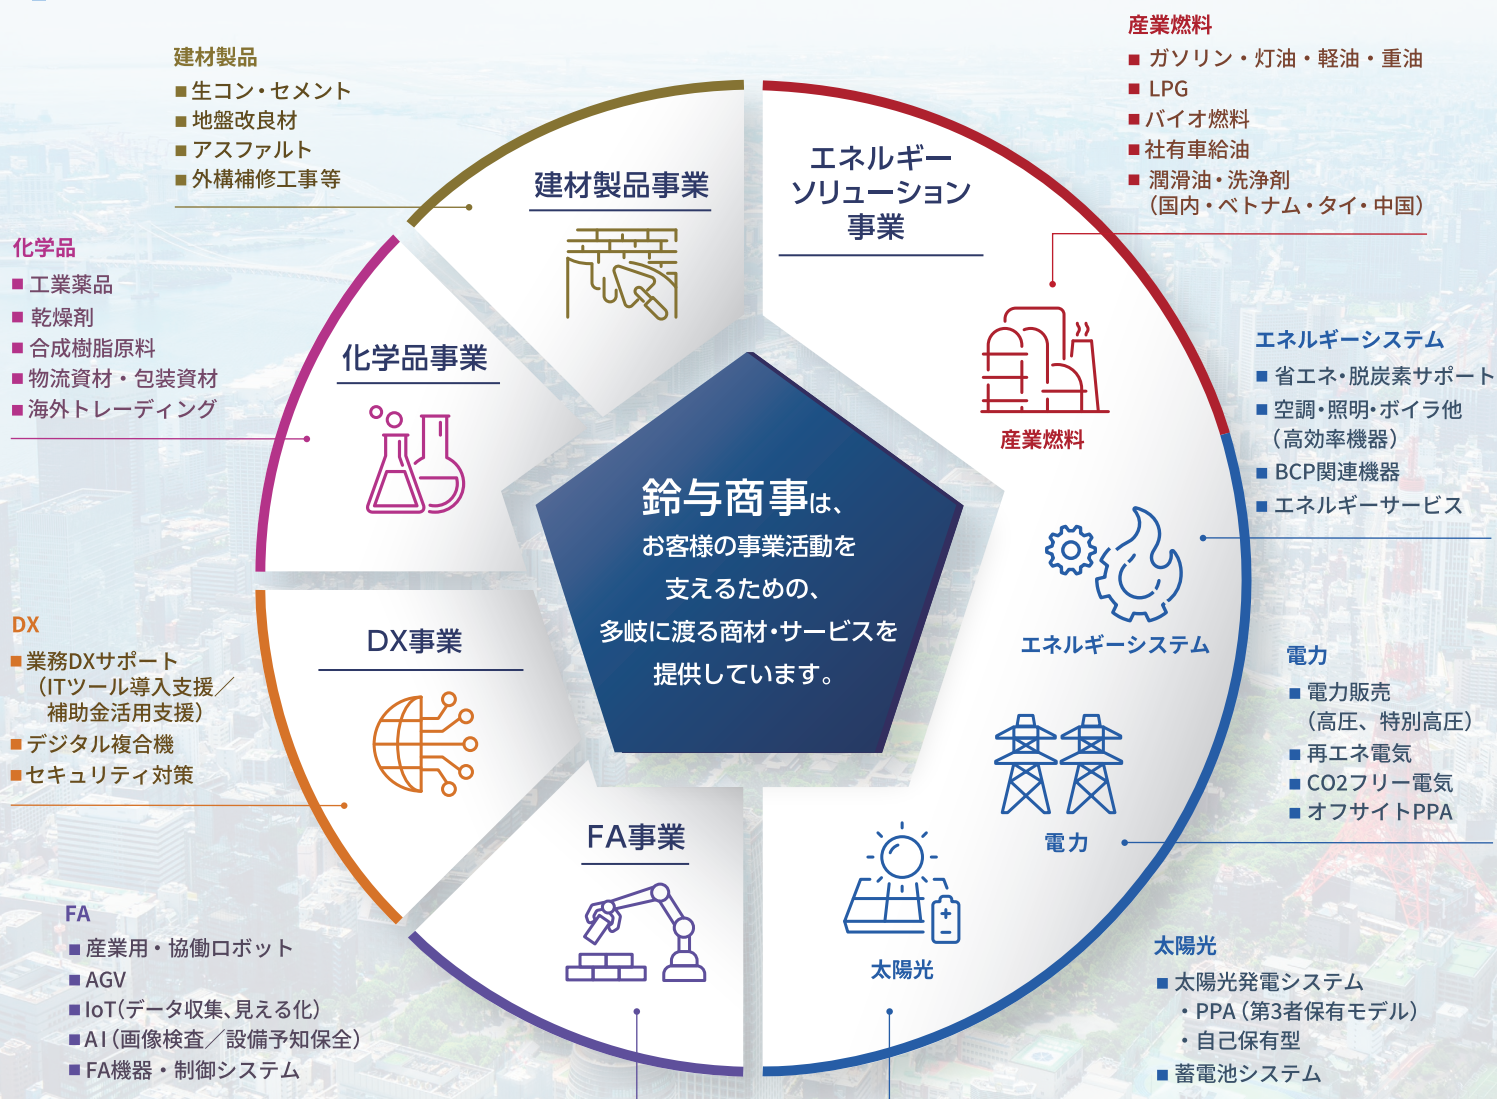 建材製品
■ 生コン・セメント
■ 地盤改良材
■ アスファルト
■ 外構補修工事等
化学品
■ 工業薬品
■ 乾燥剤
■ 合成樹脂原料
■ 物流資材・包装資材
■ 海外トレーディング
DX
■ 業務DXサポート
（ITツール導入支援／
補助金活用支援）
■ デジタル複合機
■ セキュリティ対策
FA
■ 産業用・協働ロボット
■ AGV
■ IoT（データ収集、見える化）
■ AI（画像検査／設備予知保全）
■ FA機器・制御システム
建材製品事業
化学品事業
DX事業
FA事業
エネルギー
ソリューション
事業
産業燃料
エネルギーシステム
電力
太陽光
鈴与商事は、
お客様の事業活動を
支えるための、
多岐に渡る商材・サービスを
提供しています。
産業燃料
■ ガソリン・灯油・軽油・重油
■ LPG
■ バイオ燃料
■ 社有車給油
■ 潤滑油・洗浄剤
（国内・ベトナム・タイ・中国）
エネルギーシステム
■ 省エネ・脱炭素サポート
■ 空調・照明・ボイラ他
（高効率機器）
■ BCP関連機器
■ エネルギーサービス
電力
■ 電力販売
（高圧、特別高圧）
■ 再エネ電気
■ CO2フリー電気
■ オフサイトPPA
太陽光
■ 太陽光発電システム
・PPA（第3者保有モデル）
・自己保有型
■ 蓄電池システム